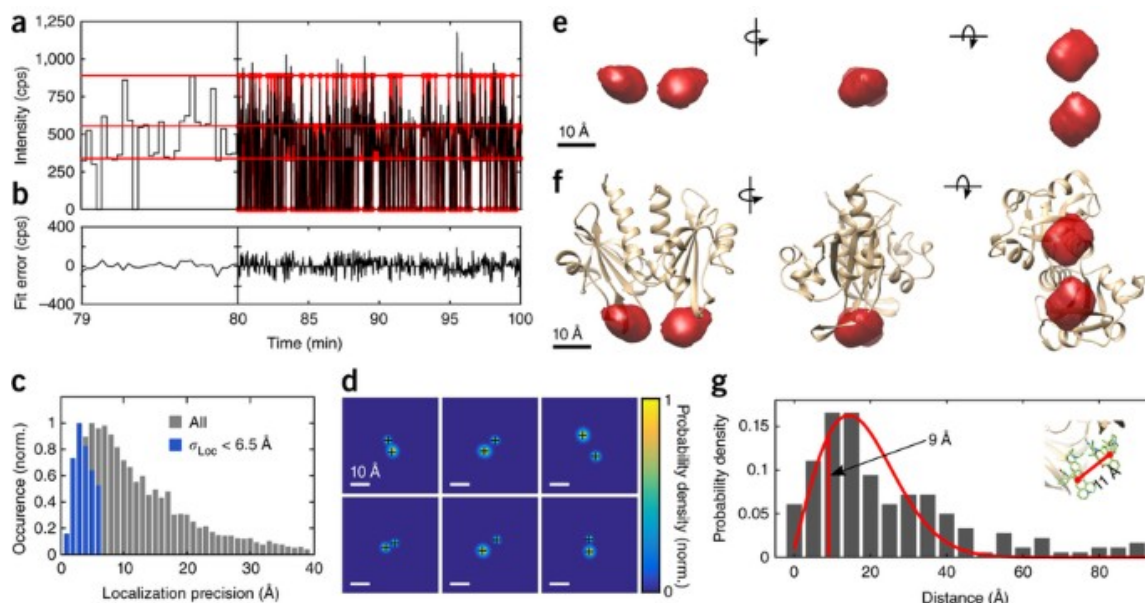 a
1,250
1,000
750
500
250
0
Intensity (cps)
b
400
0
–400
Fit error (cps)
79
80
85
90
95
100
Time (min)
c
1
0.8
0.6
0.4
0.2
0
Occurence (norm.)
All
σLoc < 6.5 Å
0
10
20
30
40
Localization precision (Å)
d
10 Å
1
0
Probability density (norm.)
e
10 Å
f
10 Å
g
0.15
0.1
0.05
0
Probability density
9 Å
11 Å
0
20
40
60
80
Distance (Å)